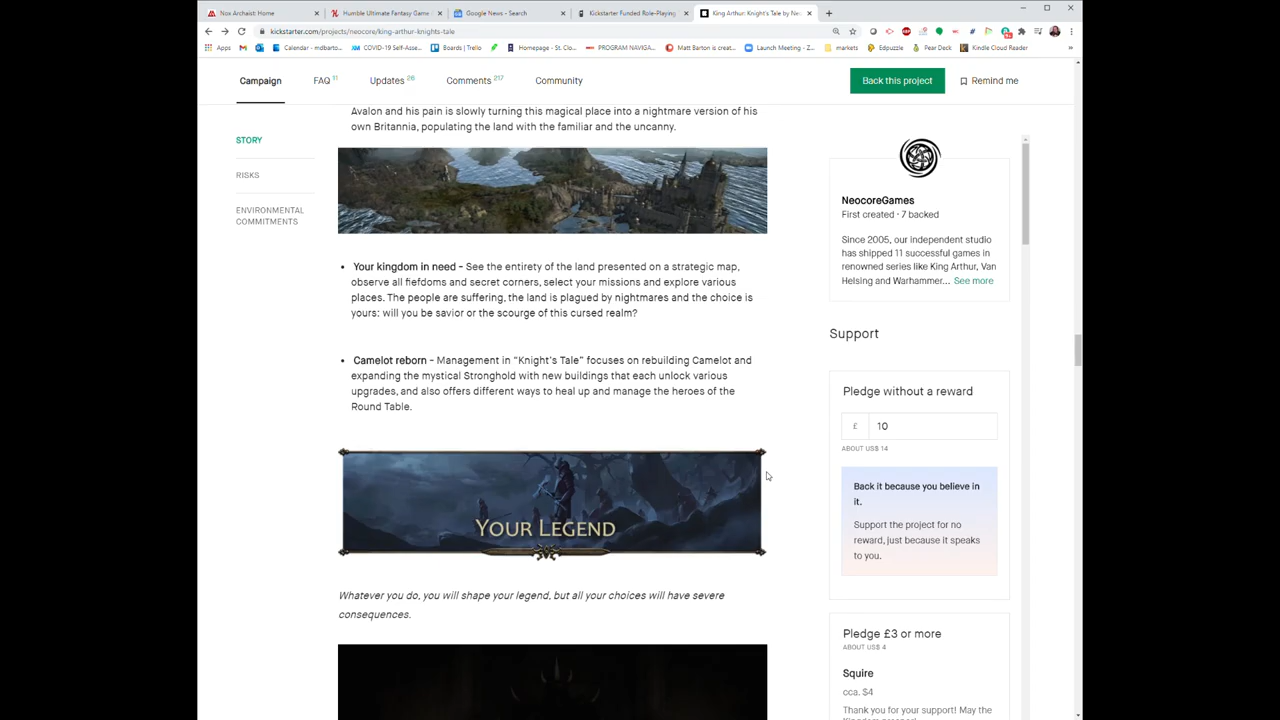 Nox Archaist: Home
Humble Ultimate Fantasy Game
Google News - Search
Kickstarter Funded Role-Playing
King Arthur: Knight's Tale by Neo
kickstarter.com/projects/neocore/king-arthur-knights-tale
Apps
Calendar - mdbarto...
COVID-19 Self-Asse...
Boards | Trello
Homepage - St. Clo...
PROGRAM NAVIGA...
Matt Barton is creat...
Launch Meeting - Z...
markets
Edpuzzle
Pear Deck
Kindle Cloud Reader
Campaign
FAQ 31
Updates 26
Comments 217
Community
Back this project
Remind me
STORY
RISKS
ENVIRONMENTAL
COMMITMENTS
Avalon and his pain is slowly turning this magical place into a nightmare version of his
own Britannia, populating the land with the familiar and the uncanny.
• Your kingdom in need – See the entirety of the land presented on a strategic map,
observe all fiefdoms and secret corners, select your missions and explore various
places. The people are suffering, the land is plagued by nightmares and the choice is
yours: will you be savior or the scourge of this cursed realm?
• Camelot reborn – Management in "Knight's Tale" focuses on rebuilding Camelot and
expanding the mystical Stronghold with new buildings that each unlock various
upgrades, and also offers different ways to heal up and manage the heroes of the
Round Table.
YOUR LEGEND
Whatever you do, you will shape your legend, but all your choices will have severe
consequences.
NeocoreGames
First created · 7 backed
Since 2005, our independent studio
has shipped 11 successful games in
renowned series like King Arthur, Van
Helsing and Warhammer... See more
Support
Pledge without a reward
£ 10
ABOUT US$ 14
Back it because you believe in
it.
Support the project for no
reward, just because it speaks
to you.
Pledge £3 or more
ABOUT US$ 4
Squire
cca. $4
Thank you for your support! May the